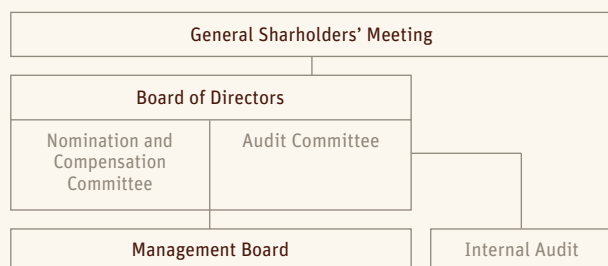 General Sharholders’ Meeting
Board of Directors
Nomination and
Compensation
Committee
Audit Committee
Management Board
Internal Audit